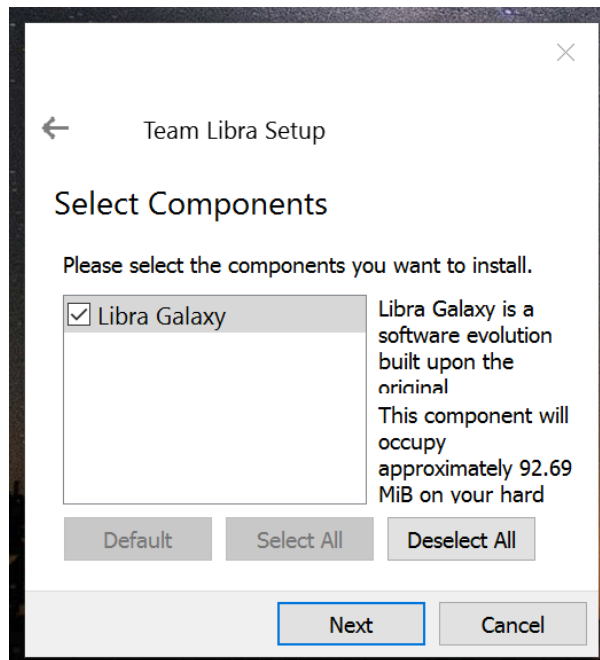 Team Libra Setup
Select Components
Please select the components you want to install.
Libra Galaxy
Libra Galaxy is a
software evolution
built upon the
original
This component will
occupy
approximately 92.69
MiB on your hard
Default
Select All
Deselect All
Next
Cancel